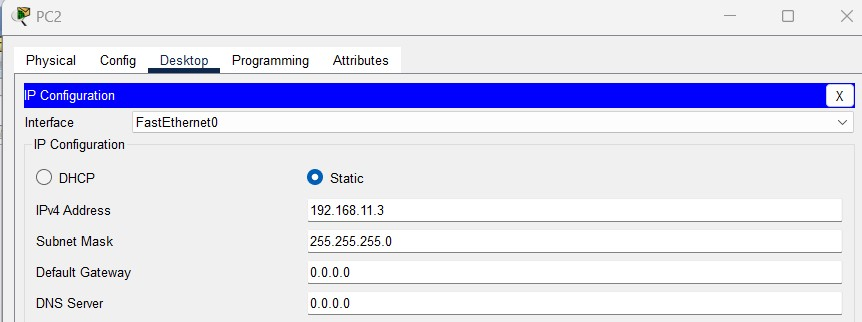 PC2
Physical Config Desktop Programming Attributes
IP Configuration X
Interface FastEthernet0
IP Configuration
DHCP Static
IPv4 Address 192.168.11.3
Subnet Mask 255.255.255.0
Default Gateway 0.0.0.0
DNS Server 0.0.0.0